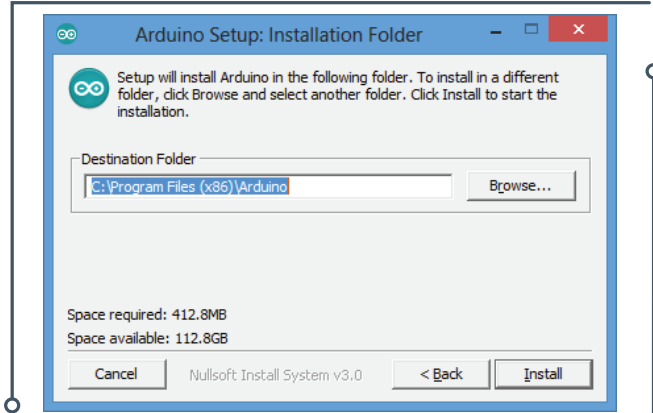 Arduino Setup: Installation Folder
Setup will install Arduino in the following folder. To install in a different
folder, click Browse and select another folder. Click Install to start the
installation.
Destination Folder
C:\Program Files (x86)\Arduino
Browse...
Space required: 412.8MB
Space available: 112.8GB
Cancel
Nullsoft Install System v3.0
< Back
Install